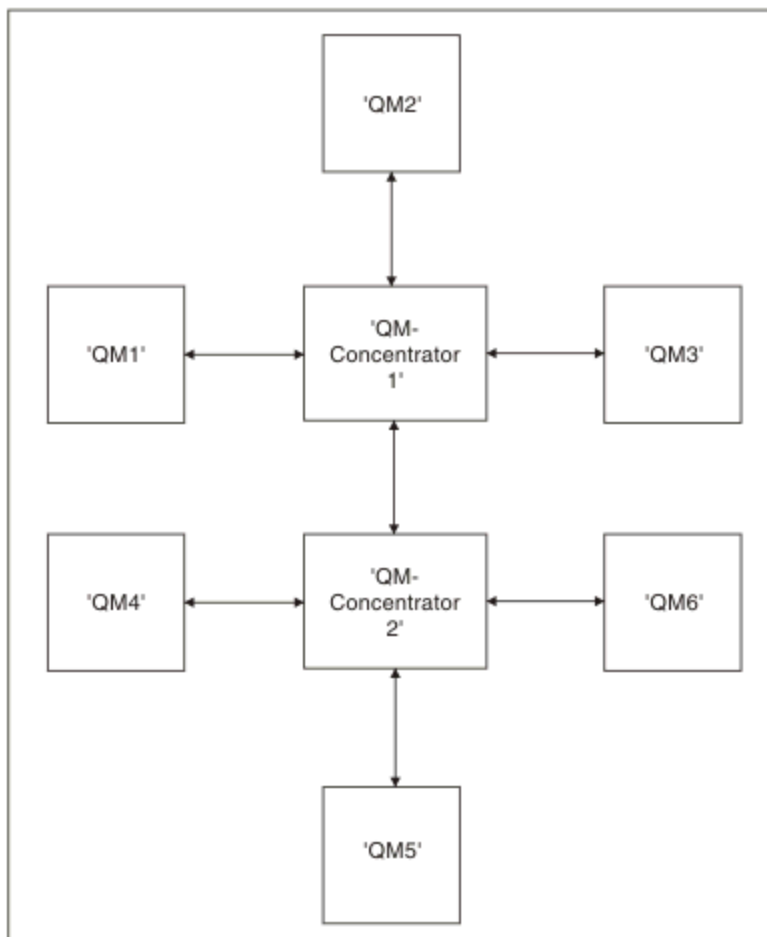 'QM2'
'QM1'
'QM-
Concentrator
1'
'QM3'
'QM4'
'QM-
Concentrator
2'
'QM6'
'QM5'